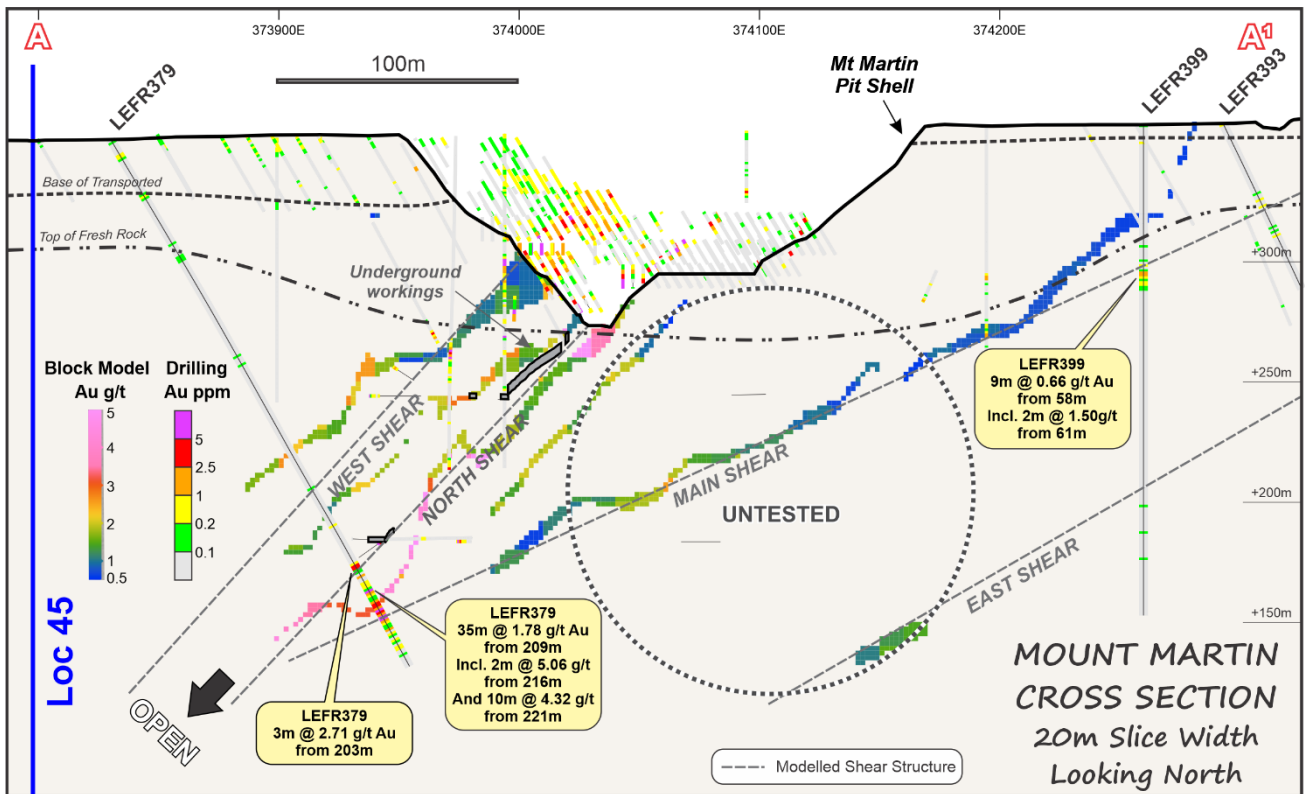 373900E
374000E
374100E
374200E
A
A¹
LEFR379
100m
Mt Martin
Pit Shell
LEFR399
LEFR393
Base of Transported
Top of Fresh Rock
Underground
workings
+300m
+250m
+200m
+150m
Block Model
Au g/t
5
4
3
2
1
0.5
Drilling
Au ppm
5
2.5
1
0.2
0.1
WEST SHEAR
NORTH SHEAR
MAIN SHEAR
EAST SHEAR
UNTESTED
LEFR399
9m @ 0.66 g/t Au
from 58m
Incl. 2m @ 1.50g/t
from 61m
Loc 45
OPEN
LEFR379
3m @ 2.71 g/t Au
from 203m
LEFR379
35m @ 1.78 g/t Au
from 209m
Incl. 2m @ 5.06 g/t
from 216m
And 10m @ 4.32 g/t
from 221m
Modelled Shear Structure
MOUNT MARTIN
CROSS SECTION
20m Slice Width
Looking North